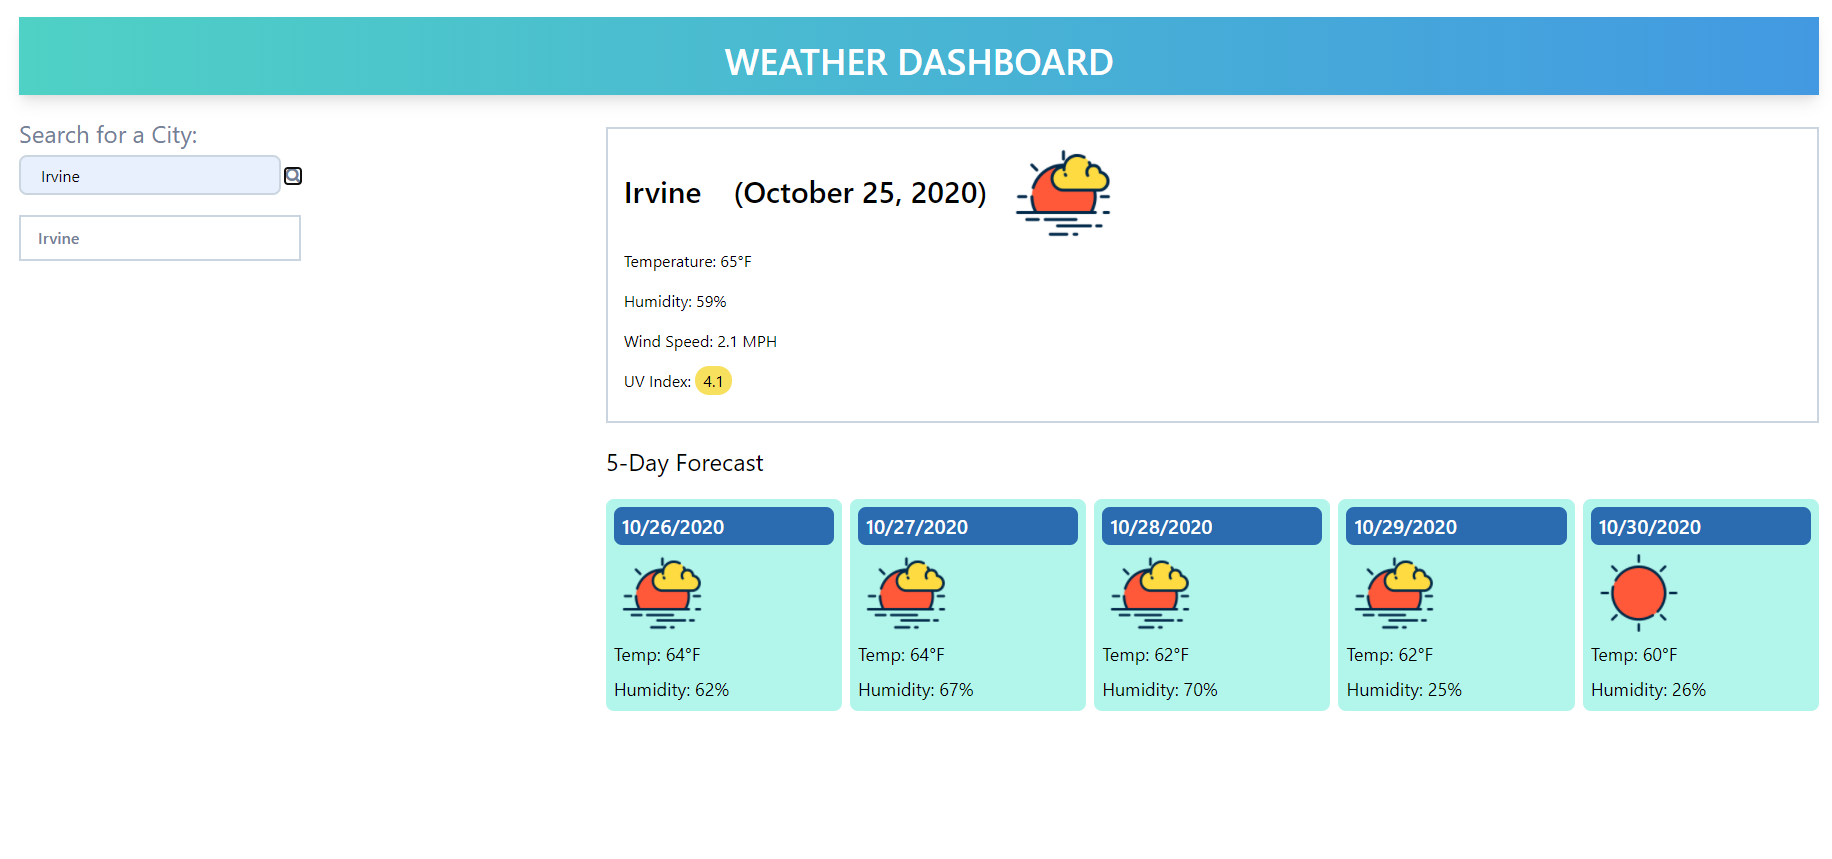 WEATHER DASHBOARD
Search for a City:
Irvine
Irvine
Irvine (October 25, 2020)
Temperature: 65°F
Humidity: 59%
Wind Speed: 2.1 MPH
UV Index: 4.1
5-Day Forecast
10/26/2020
Temp: 64°F
Humidity: 62%
10/27/2020
Temp: 64°F
Humidity: 67%
10/28/2020
Temp: 62°F
Humidity: 70%
10/29/2020
Temp: 62°F
Humidity: 25%
10/30/2020
Temp: 60°F
Humidity: 26%